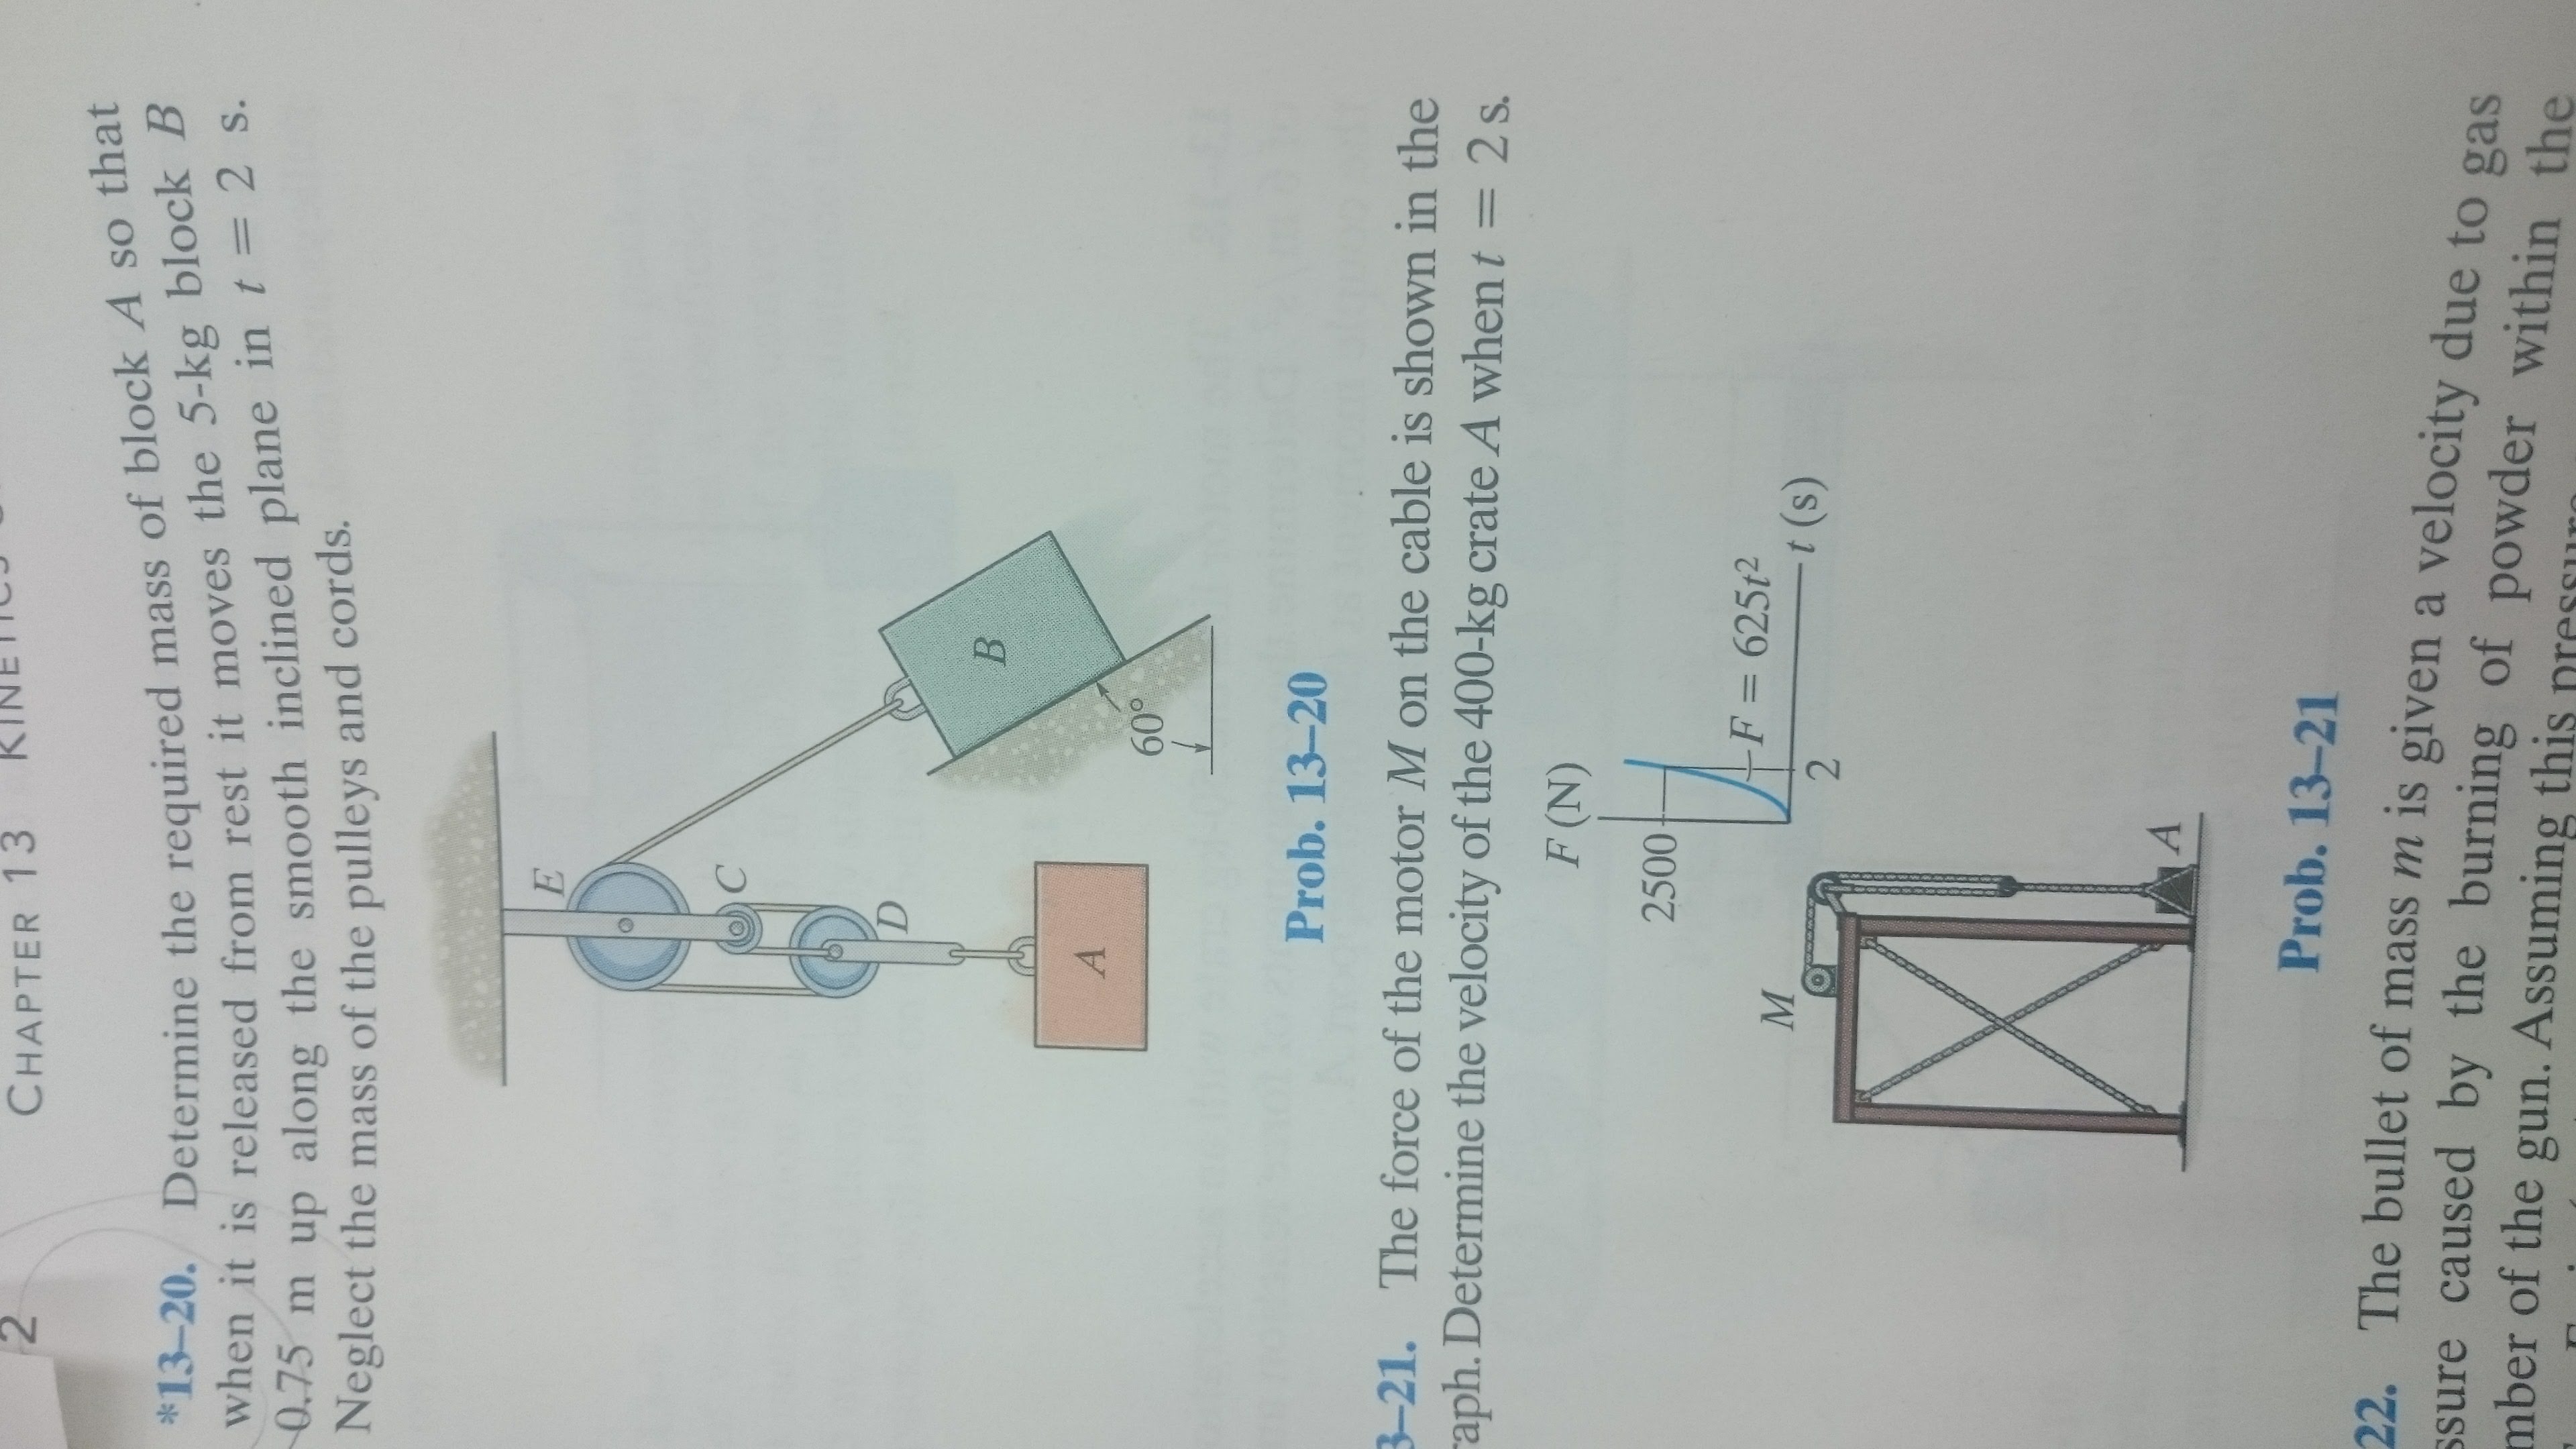 2 CHAPTER 13 KINETICS
*13–20. Determine the required mass of block A so that
when it is released from rest it moves the 5-kg block B
0.75 m up along the smooth inclined plane in t = 2 s.
Neglect the mass of the pulleys and cords.
E
C
D
B
A
60°
Prob. 13–20
3–21. The force of the motor M on the cable is shown in the
raph. Determine the velocity of the 400-kg crate A when t = 2 s.
F (N)
2500
F = 625t²
t (s)
2
M
A
Prob. 13–21
22. The bullet of mass m is given a velocity due to gas
ssure caused by the burning of powder within the
mber of the gun. Assuming this pressure